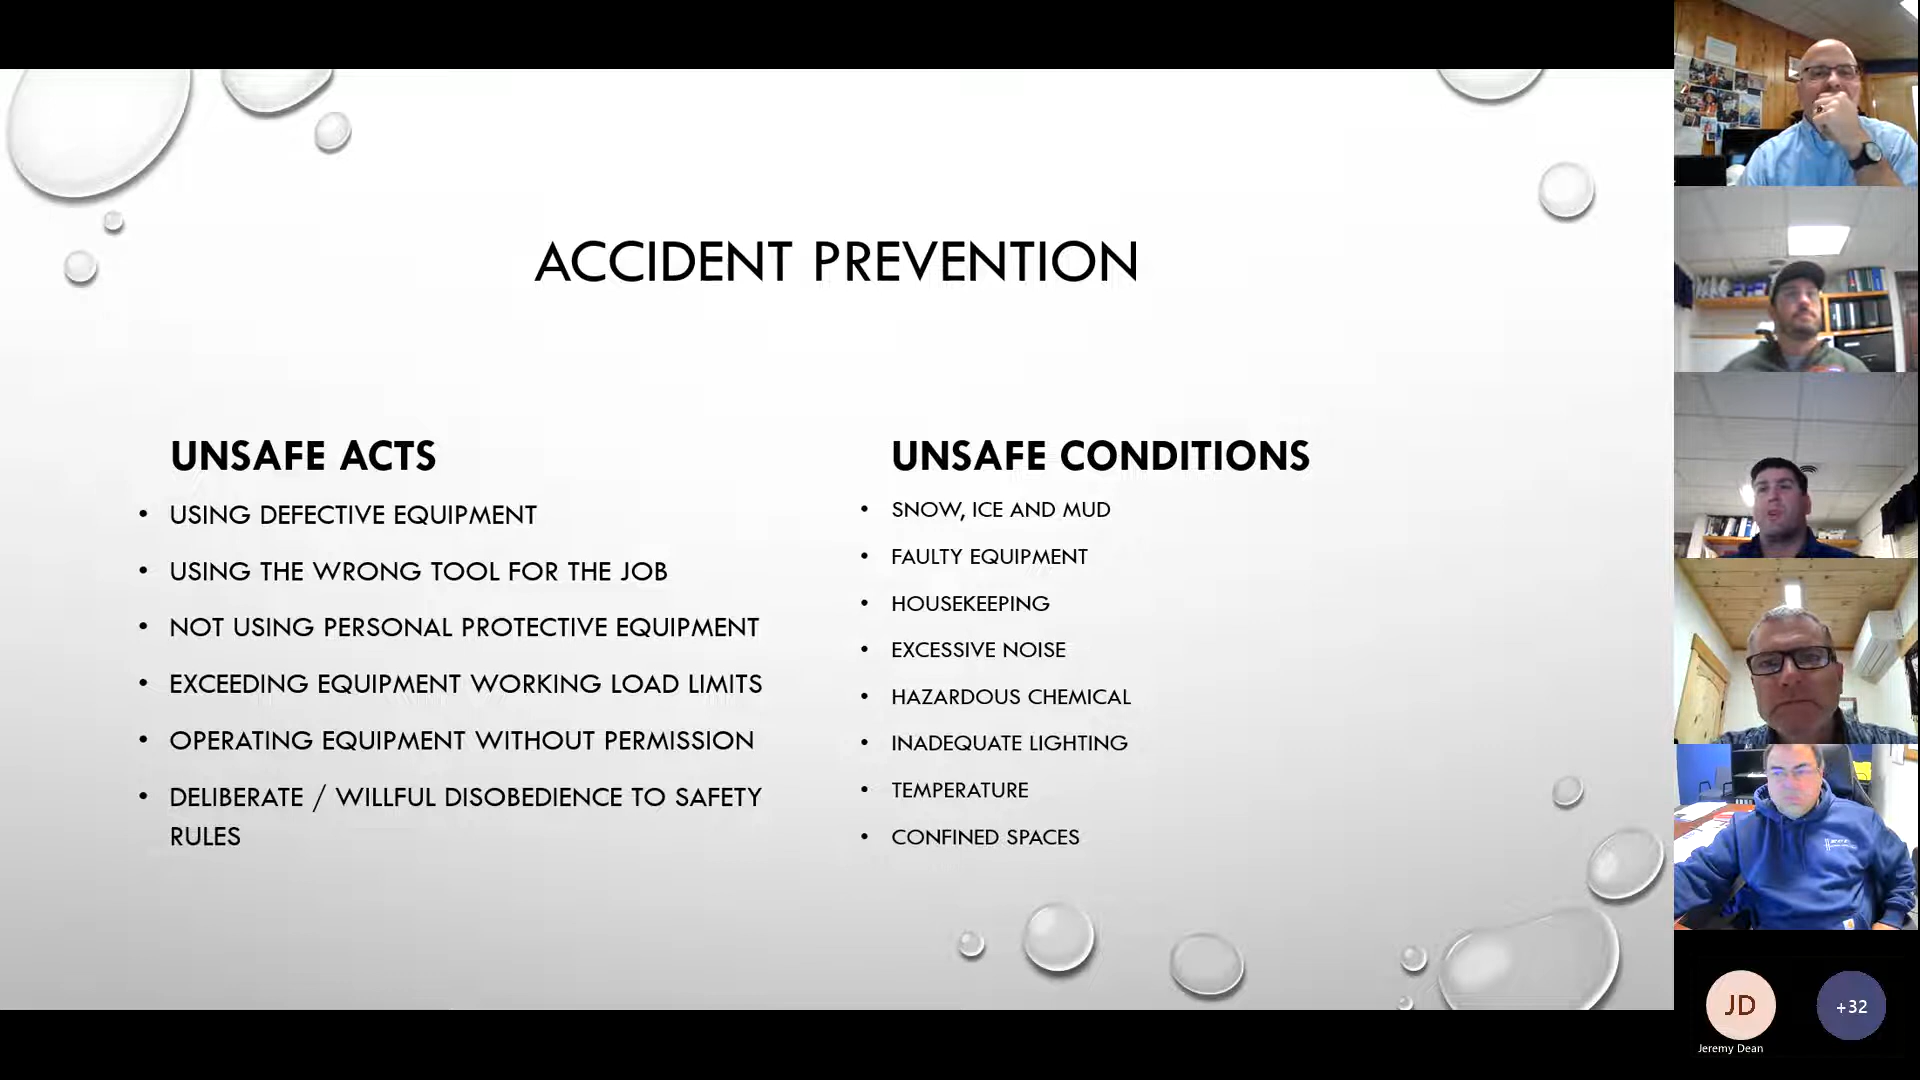 ACCIDENT PREVENTION
UNSAFE ACTS
• USING DEFECTIVE EQUIPMENT
• USING THE WRONG TOOL FOR THE JOB
• NOT USING PERSONAL PROTECTIVE EQUIPMENT
• EXCEEDING EQUIPMENT WORKING LOAD LIMITS
• OPERATING EQUIPMENT WITHOUT PERMISSION
• DELIBERATE / WILLFUL DISOBEDIENCE TO SAFETY
RULES
UNSAFE CONDITIONS
• SNOW, ICE AND MUD
• FAULTY EQUIPMENT
• HOUSEKEEPING
• EXCESSIVE NOISE
• HAZARDOUS CHEMICAL
• INADEQUATE LIGHTING
• TEMPERATURE
• CONFINED SPACES
JD
+32
Jeremy Dean